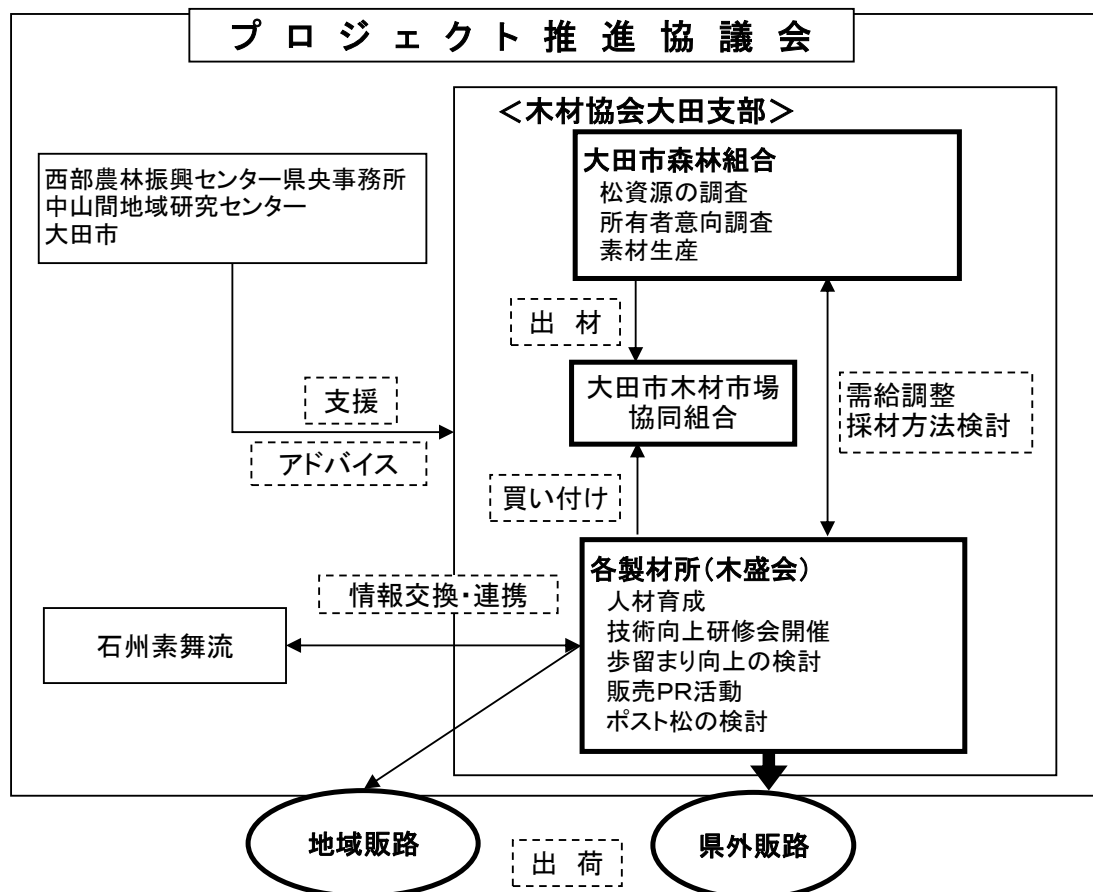 プロジェクト推進協議会
＜木材協会大田支部＞
大田市森林組合
松資源の調査
所有者意向調査
素材生産
西部農林振興センター県央事務所
中山間地域研究センター
大田市
出 材
大田市木材市場
協同組合
需給調整
採材方法検討
支援
アドバイス
買い付け
各製材所（木盛会）
人材育成
技術向上研修会開催
歩留まり向上の検討
販売PR活動
ポスト松の検討
情報交換・連携
石州素舞流
地域販路
県外販路
出 荷